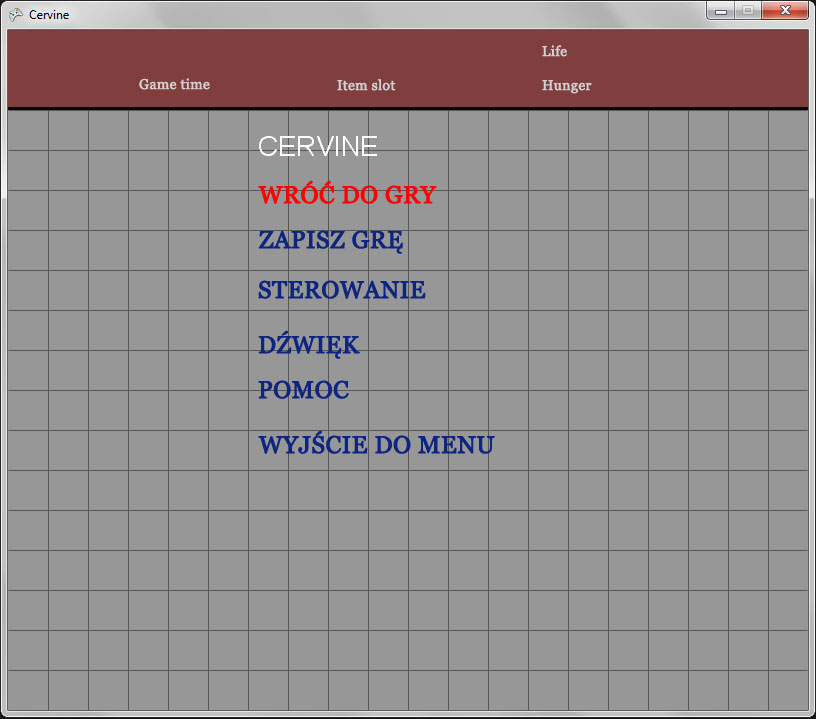 Cervine
Life
Game time
Item slot
Hunger
CERVINE
WRÓĆ DO GRY
ZAPISZ GRĘ
STEROWANIE
DŹWIĘK
POMOC
WYJŚCIE DO MENU